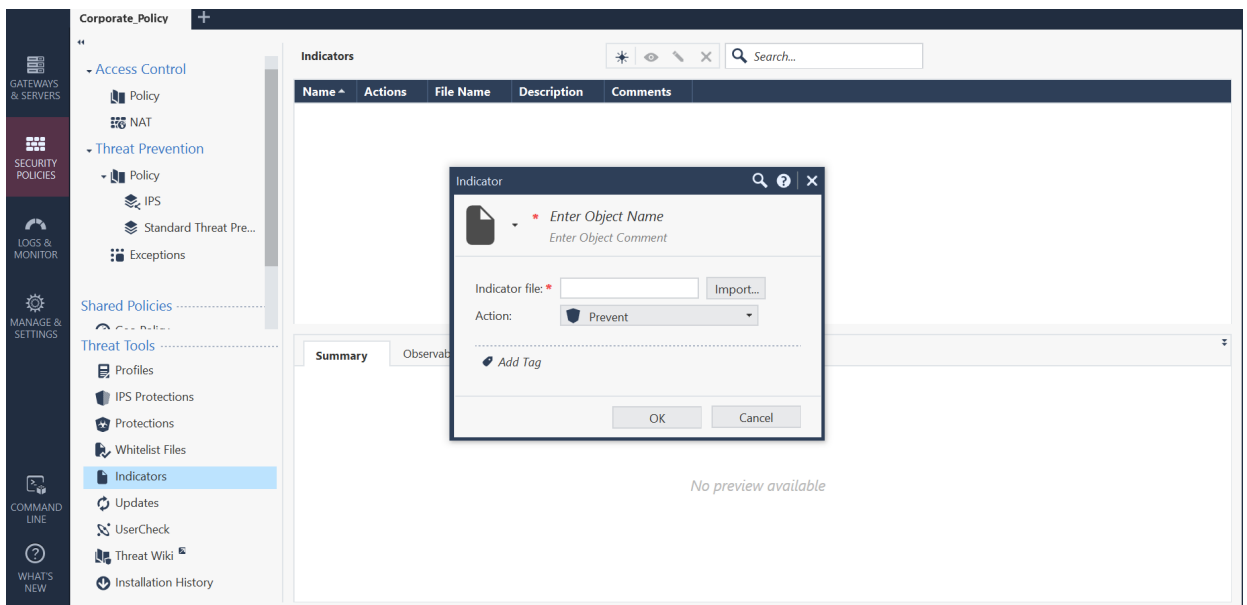 Corporate_Policy
GATEWAYS
& SERVERS
SECURITY
POLICIES
LOGS &
MONITOR
MANAGE &
SETTINGS
COMMAND
LINE
WHAT'S
NEW
Access Control
Policy
NAT
Threat Prevention
Policy
IPS
Standard Threat Pre...
Exceptions
Shared Policies
Threat Tools
Profiles
IPS Protections
Protections
Whitelist Files
Indicators
Updates
UserCheck
Threat Wiki
Installation History
Indicators
Search...
Name Actions File Name Description Comments
Indicator
* Enter Object Name
Enter Object Comment
Indicator file: * Import...
Action: Prevent
Add Tag
OK Cancel
Summary Observab
No preview available